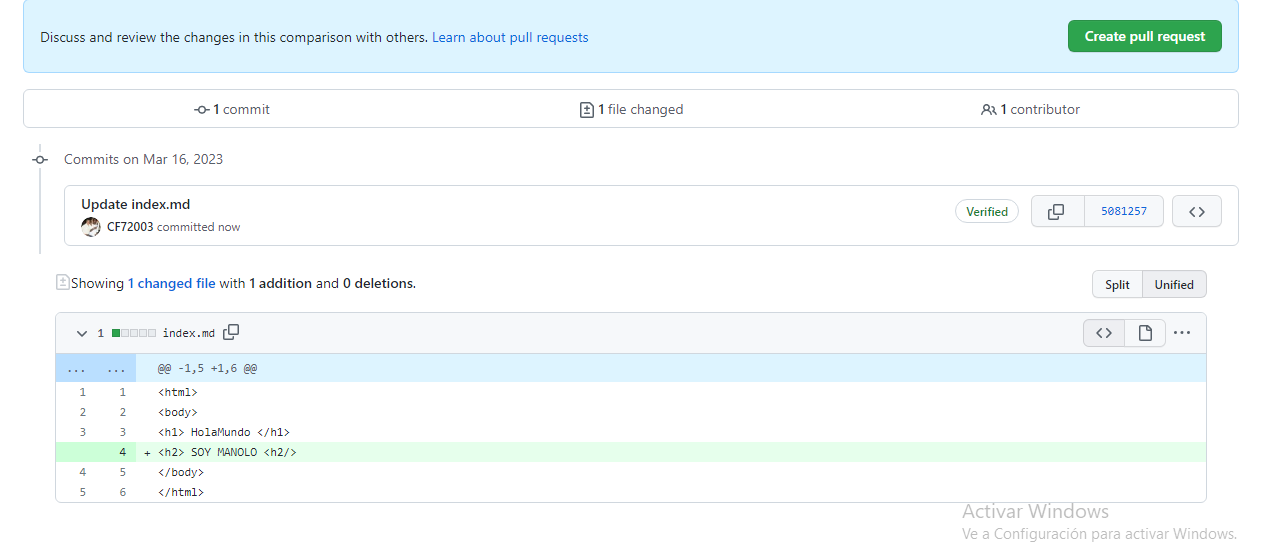 Discuss and review the changes in this comparison with others. Learn about pull requests
Create pull request
1 commit
1 file changed
1 contributor
Commits on Mar 16, 2023
Update index.md
CF72003 committed now
Verified
5081257
Showing 1 changed file with 1 addition and 0 deletions.
Split
Unified
1 index.md
... ... @@ -1,5 +1,6 @@
1 1 <html>
2 2 <body>
3 3 <h1> HolaMundo </h1>
4 + <h2> SOY MANOLO <h2/>
4 5 </body>
5 6 </html>
Activar Windows
Ve a Configuración para activar Windows.